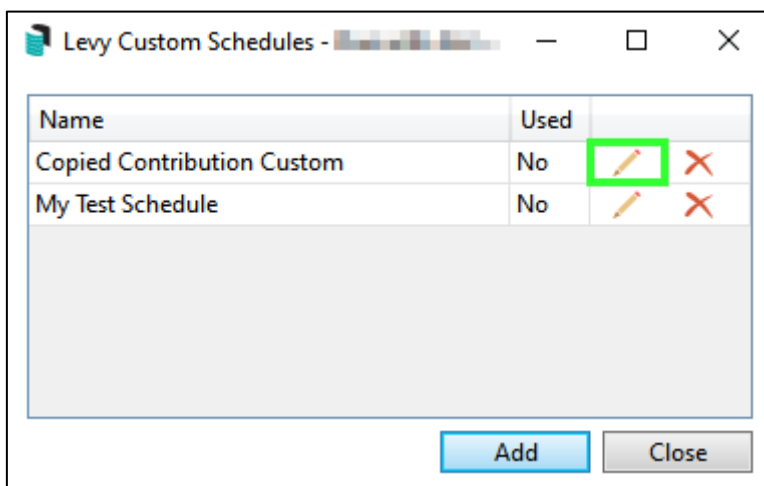 Levy Custom Schedules -
Name Used
Copied Contribution Custom No
My Test Schedule No
Add Close